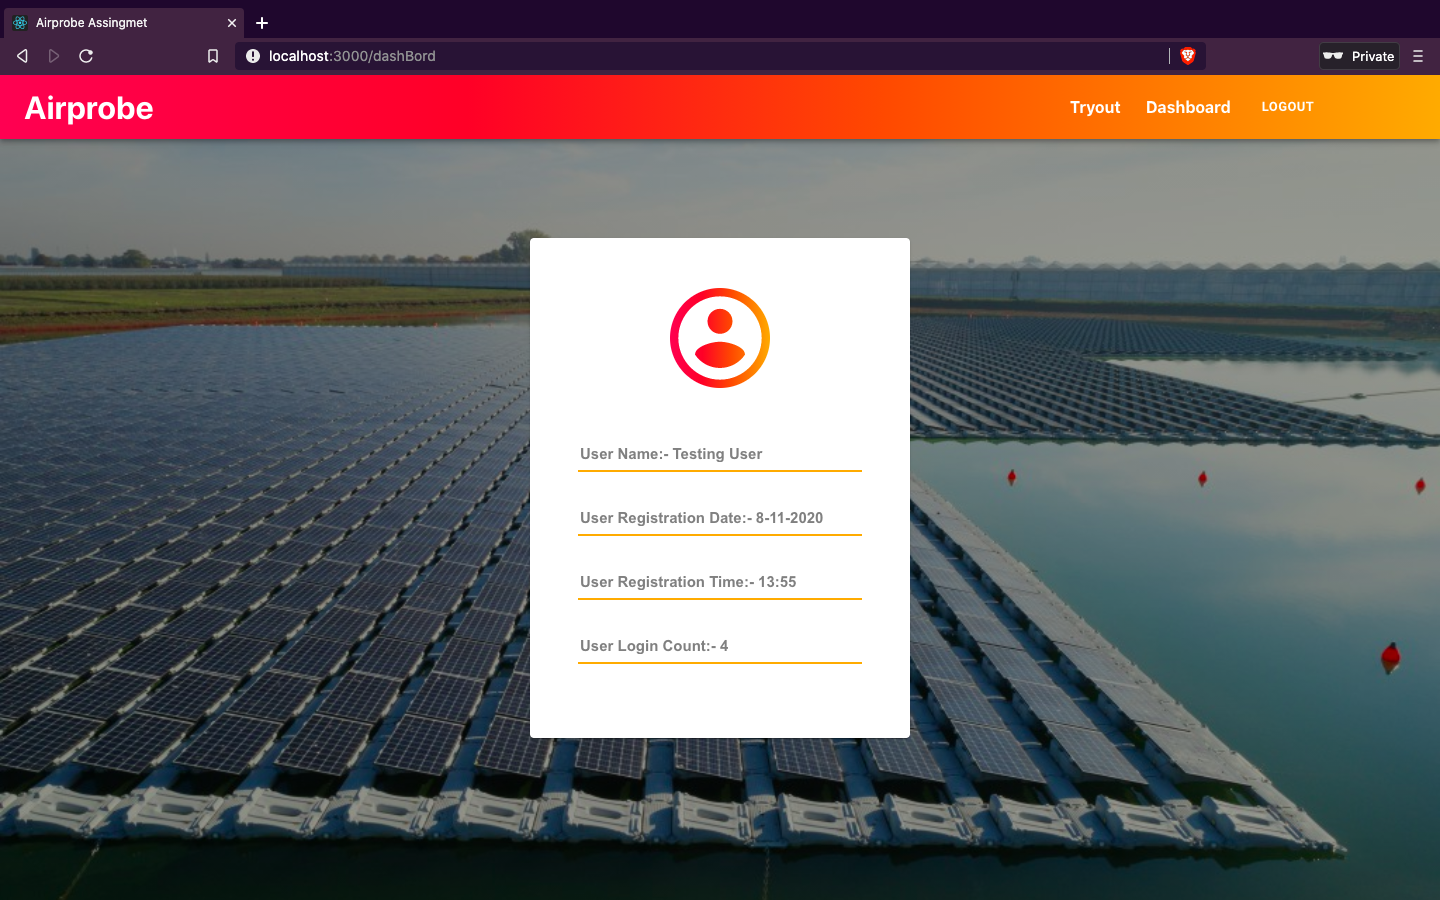 Airprobe Assingmet
localhost:3000/dashBord
Private
Airprobe
Tryout
Dashboard
LOGOUT
User Name:- Testing User
User Registration Date:- 8-11-2020
User Registration Time:- 13:55
User Login Count:- 4